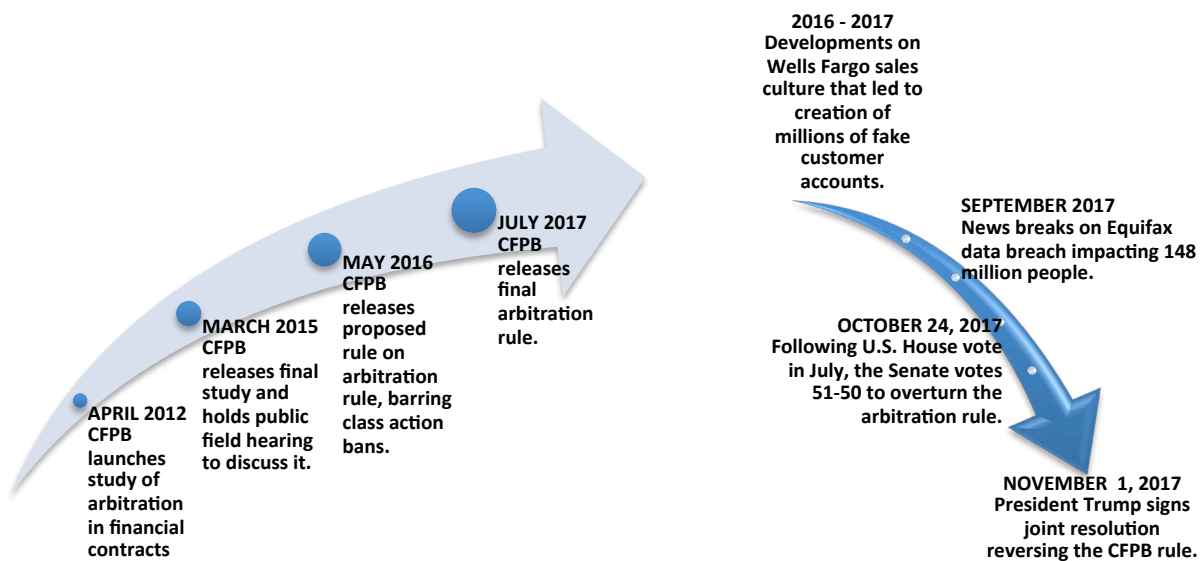 APRIL 2012
CFPB
launches
study of
arbitration
in financial
contracts
MARCH 2015
CFPB
releases final
study and
holds public
field hearing
to discuss it.
MAY 2016
CFPB
releases
proposed
rule on
arbitration
rule, barring
class action
bans.
JULY 2017
CFPB
releases
final
arbitration
rule.
2016 - 2017
Developments on
Wells Fargo sales
culture that led to
creation of
millions of fake
customer
accounts.
SEPTEMBER 2017
News breaks on Equifax
data breach impacting 148
million people.
OCTOBER 24, 2017
Following U.S. House vote
in July, the Senate votes
51-50 to overturn the
arbitration rule.
NOVEMBER 1, 2017
President Trump signs
joint resolution
reversing the CFPB rule.